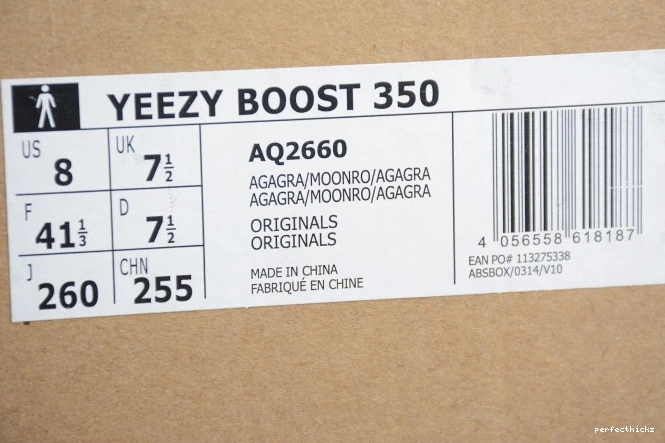 YEEZY BOOST 350
US 8
UK 7½
F 41⅓
D 7½
J 260
CHN 255
AQ2660
AGAGRA/MOONRO/AGAGRA
AGAGRA/MOONRO/AGAGRA
ORIGINALS
ORIGINALS
MADE IN CHINA
FABRIQUÉ EN CHINE
4 056558 618187
EAN PO# 113275338
ABSBOX/0314/V10
perfectkickz